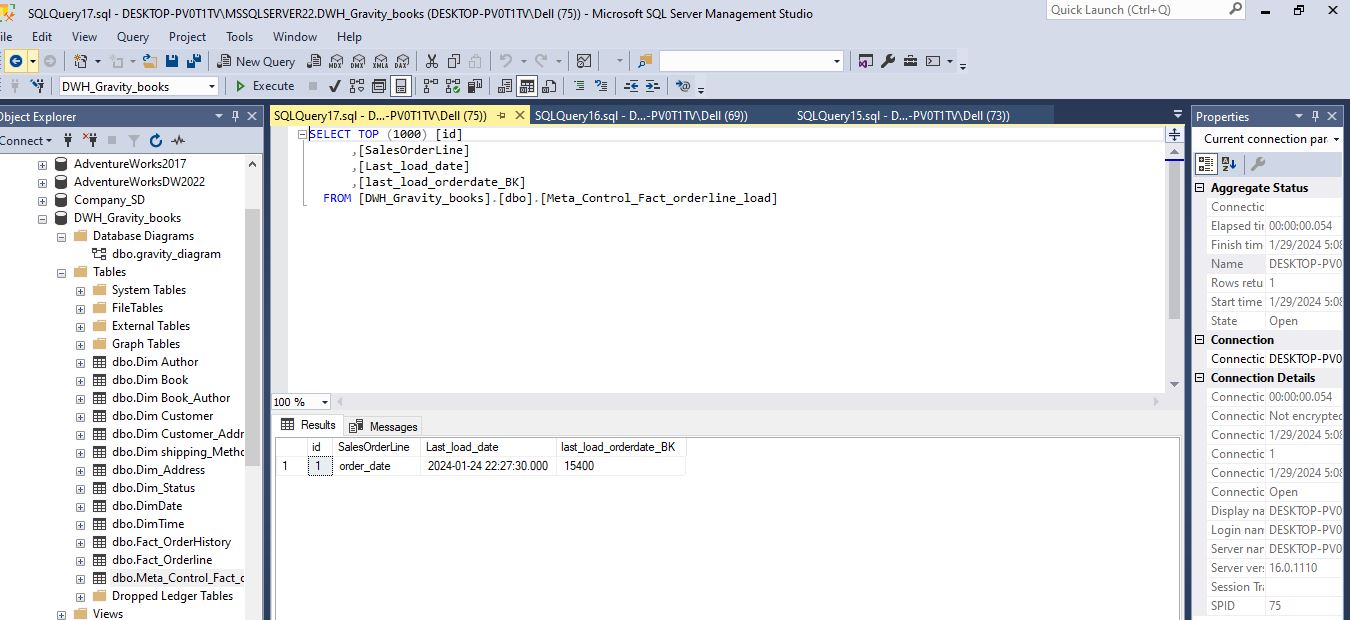 SQLQuery17.sql - DESKTOP-PV0T1TV\MSSQLSERVER22.DWH_Gravity_books (DESKTOP-PV0T1TV\Dell (75)) - Microsoft SQL Server Management Studio
Quick Launch (Ctrl+Q)
ile Edit View Query Project Tools Window Help
New Query
MDX DMX XMLA DAX
DWH_Gravity_books
Execute
Object Explorer
Connect
AdventureWorks2017
AdventureWorksDW2022
Company_SD
DWH_Gravity_books
Database Diagrams
dbo.gravity_diagram
Tables
System Tables
FileTables
External Tables
Graph Tables
dbo.Dim Author
dbo.Dim Book
dbo.Dim Book_Author
dbo.Dim Customer
dbo.Dim Customer_Addr
dbo.Dim shipping_Metho
dbo.Dim_Address
dbo.Dim_Status
dbo.DimDate
dbo.DimTime
dbo.Fact_OrderHistory
dbo.Fact_Orderline
dbo.Meta_Control_Fact_o
Dropped Ledger Tables
Views
SQLQuery17.sql - D...-PV0T1TV\Dell (75))
SQLQuery16.sql - D...-PV0T1TV\Dell (69))
SQLQuery15.sql - D...-PV0T1TV\Dell (73))
SELECT TOP (1000) [id]
,[SalesOrderLine]
,[Last_load_date]
,[last_load_orderdate_BK]
FROM [DWH_Gravity_books].[dbo].[Meta_Control_Fact_orderline_load]
100 %
Results Messages
id SalesOrderLine Last_load_date last_load_orderdate_BK
1 1 order_date 2024-01-24 22:27:30.000 15400
Properties
Current connection par
Aggregate Status
Connectic
Elapsed tir 00:00:00.054
Finish tim 1/29/2024 5:08
Name DESKTOP-PV0
Rows retu 1
Start time 1/29/2024 5:08
State Open
Connection
Connectic DESKTOP-PV0
Connection Details
Connectic 00:00:00.054
Connectic Not encrypted
Connectic 1/29/2024 5:08
Connectic 1
Connectic 1/29/2024 5:08
Connectic Open
Display na DESKTOP-PV0
Login nam DESKTOP-PV0
Server nar DESKTOP-PV0
Server ver 16.0.1110
Session Tra
SPID 75